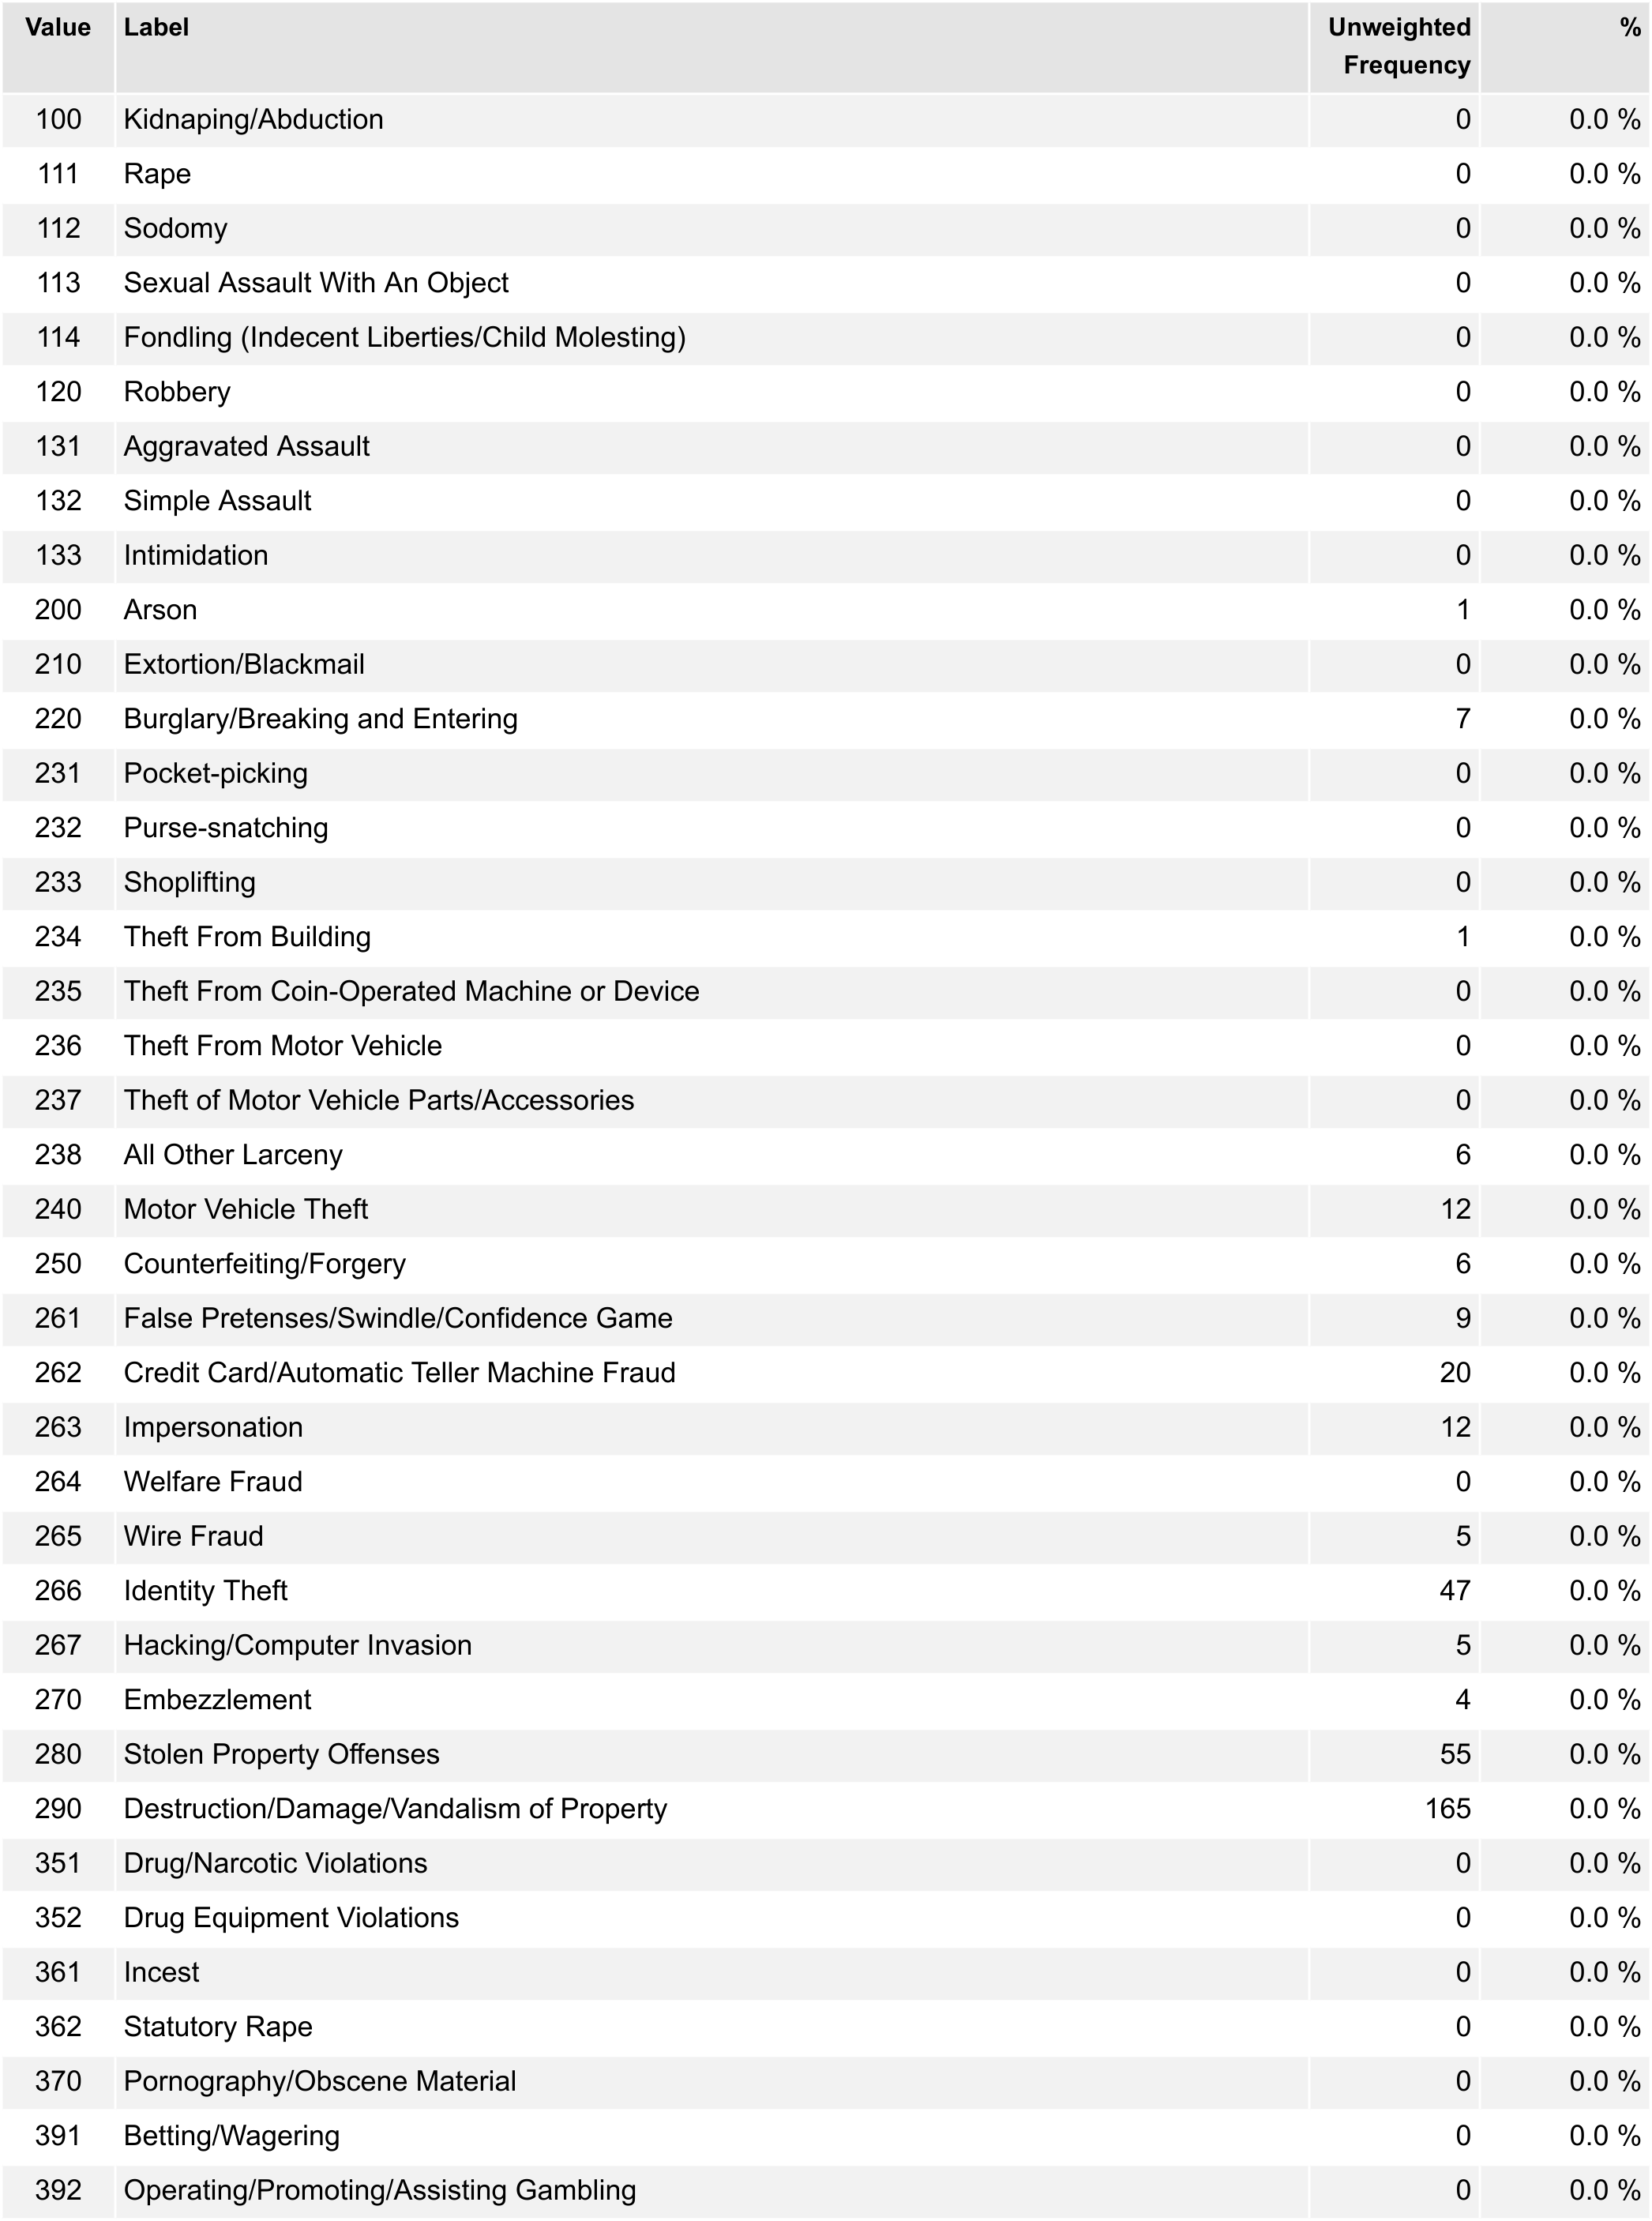 Value Label Unweighted Frequency %
100 Kidnaping/Abduction 0 0.0 %
111 Rape 0 0.0 %
112 Sodomy 0 0.0 %
113 Sexual Assault With An Object 0 0.0 %
114 Fondling (Indecent Liberties/Child Molesting) 0 0.0 %
120 Robbery 0 0.0 %
131 Aggravated Assault 0 0.0 %
132 Simple Assault 0 0.0 %
133 Intimidation 0 0.0 %
200 Arson 1 0.0 %
210 Extortion/Blackmail 0 0.0 %
220 Burglary/Breaking and Entering 7 0.0 %
231 Pocket-picking 0 0.0 %
232 Purse-snatching 0 0.0 %
233 Shoplifting 0 0.0 %
234 Theft From Building 1 0.0 %
235 Theft From Coin-Operated Machine or Device 0 0.0 %
236 Theft From Motor Vehicle 0 0.0 %
237 Theft of Motor Vehicle Parts/Accessories 0 0.0 %
238 All Other Larceny 6 0.0 %
240 Motor Vehicle Theft 12 0.0 %
250 Counterfeiting/Forgery 6 0.0 %
261 False Pretenses/Swindle/Confidence Game 9 0.0 %
262 Credit Card/Automatic Teller Machine Fraud 20 0.0 %
263 Impersonation 12 0.0 %
264 Welfare Fraud 0 0.0 %
265 Wire Fraud 5 0.0 %
266 Identity Theft 47 0.0 %
267 Hacking/Computer Invasion 5 0.0 %
270 Embezzlement 4 0.0 %
280 Stolen Property Offenses 55 0.0 %
290 Destruction/Damage/Vandalism of Property 165 0.0 %
351 Drug/Narcotic Violations 0 0.0 %
352 Drug Equipment Violations 0 0.0 %
361 Incest 0 0.0 %
362 Statutory Rape 0 0.0 %
370 Pornography/Obscene Material 0 0.0 %
391 Betting/Wagering 0 0.0 %
392 Operating/Promoting/Assisting Gambling 0 0.0 %